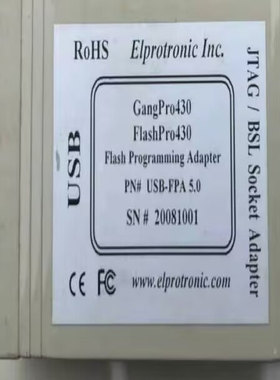 RoHS Elprotronic Inc.
USB
GangPro430
FlashPro430
Flash Programming Adapter
PN# USB-FPA 5.0
SN # 20081001
CE FC www.elprotronic.com
JTAG / BSL Socket Adapter